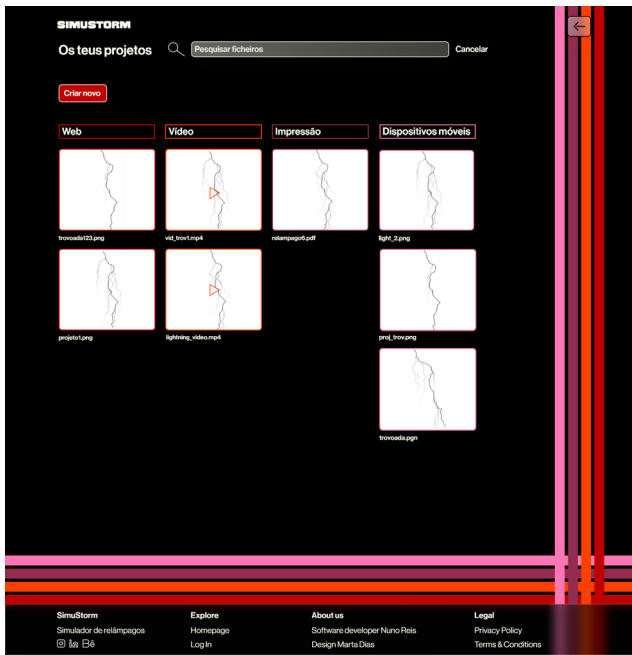 SIMUSTORM
Os teus projetos
Pesquisar ficheiros
Cancelar
Criar novo
Web
Vídeo
Impressão
Dispositivos móveis
trovoada123.png
vid_trov1.mp4
relampago6.pdf
light_2.png
projeto1.png
lightning_video.mp4
proj_trov.png
trovoada.pgn
SimuStorm
Explore
About us
Legal
Simulador de relâmpagos
Homepage
Software developer Nuno Reis
Privacy Policy
in Bē
Log In
Design Marta Dias
Terms & Conditions